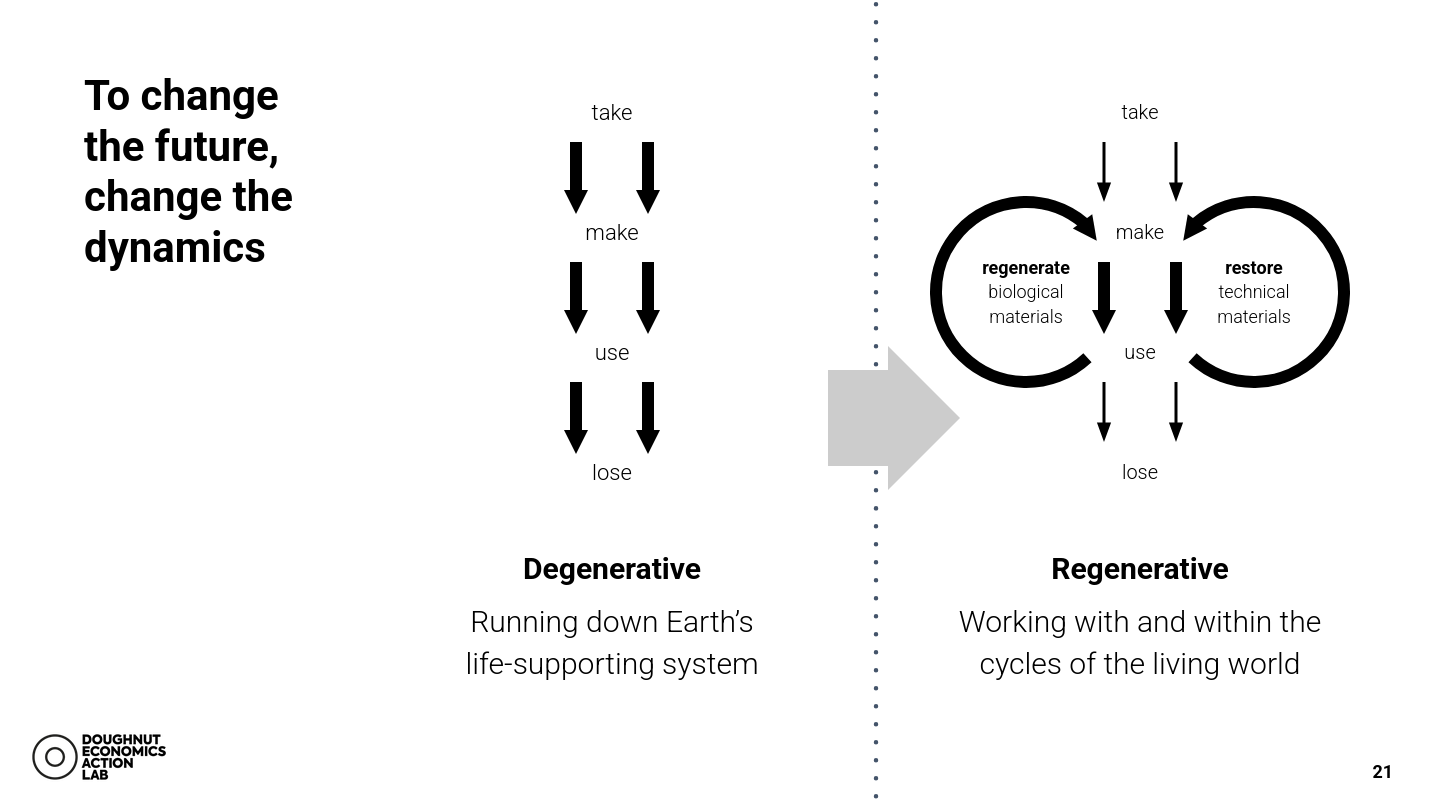 To change
the future,
change the
dynamics
take
make
use
lose
Degenerative
Running down Earth’s
life-supporting system
take
make
regenerate
biological
materials
restore
technical
materials
use
lose
Regenerative
Working with and within the
cycles of the living world
DOUGHNUT
ECONOMICS
ACTION
LAB
21